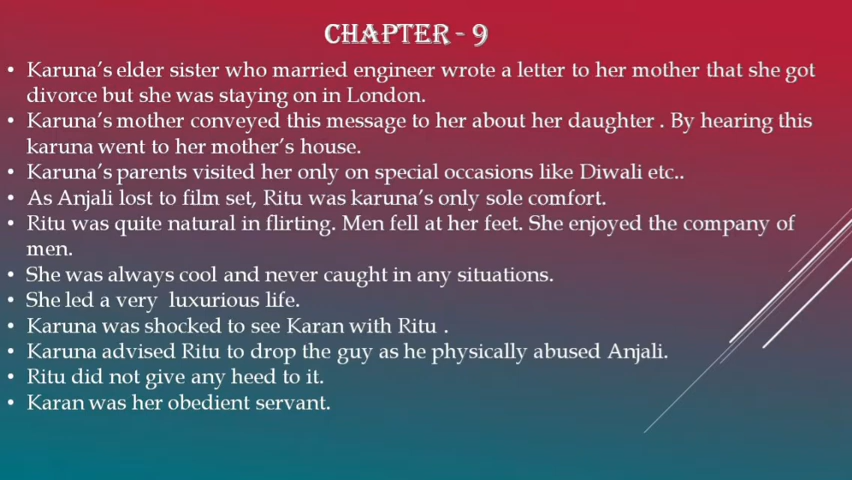 CHAPTER - 9
• Karuna's elder sister who married engineer wrote a letter to her mother that she got
divorce but she was staying on in London.
• Karuna's mother conveyed this message to her about her daughter . By hearing this
karuna went to her mother's house.
• Karuna's parents visited her only on special occasions like Diwali etc..
• As Anjali lost to film set, Ritu was karuna's only sole comfort.
• Ritu was quite natural in flirting. Men fell at her feet. She enjoyed the company of
men.
• She was always cool and never caught in any situations.
• She led a very luxurious life.
• Karuna was shocked to see Karan with Ritu .
• Karuna advised Ritu to drop the guy as he physically abused Anjali.
• Ritu did not give any heed to it.
• Karan was her obedient servant.